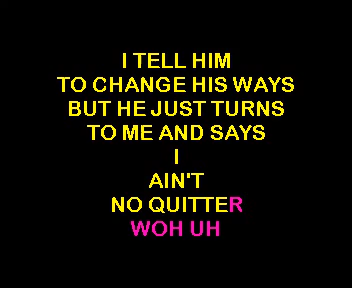 I TELL HIM
TO CHANGE HIS WAYS
BUT HE JUST TURNS
TO ME AND SAYS
I
AIN'T
NO QUITTER
WOH UH